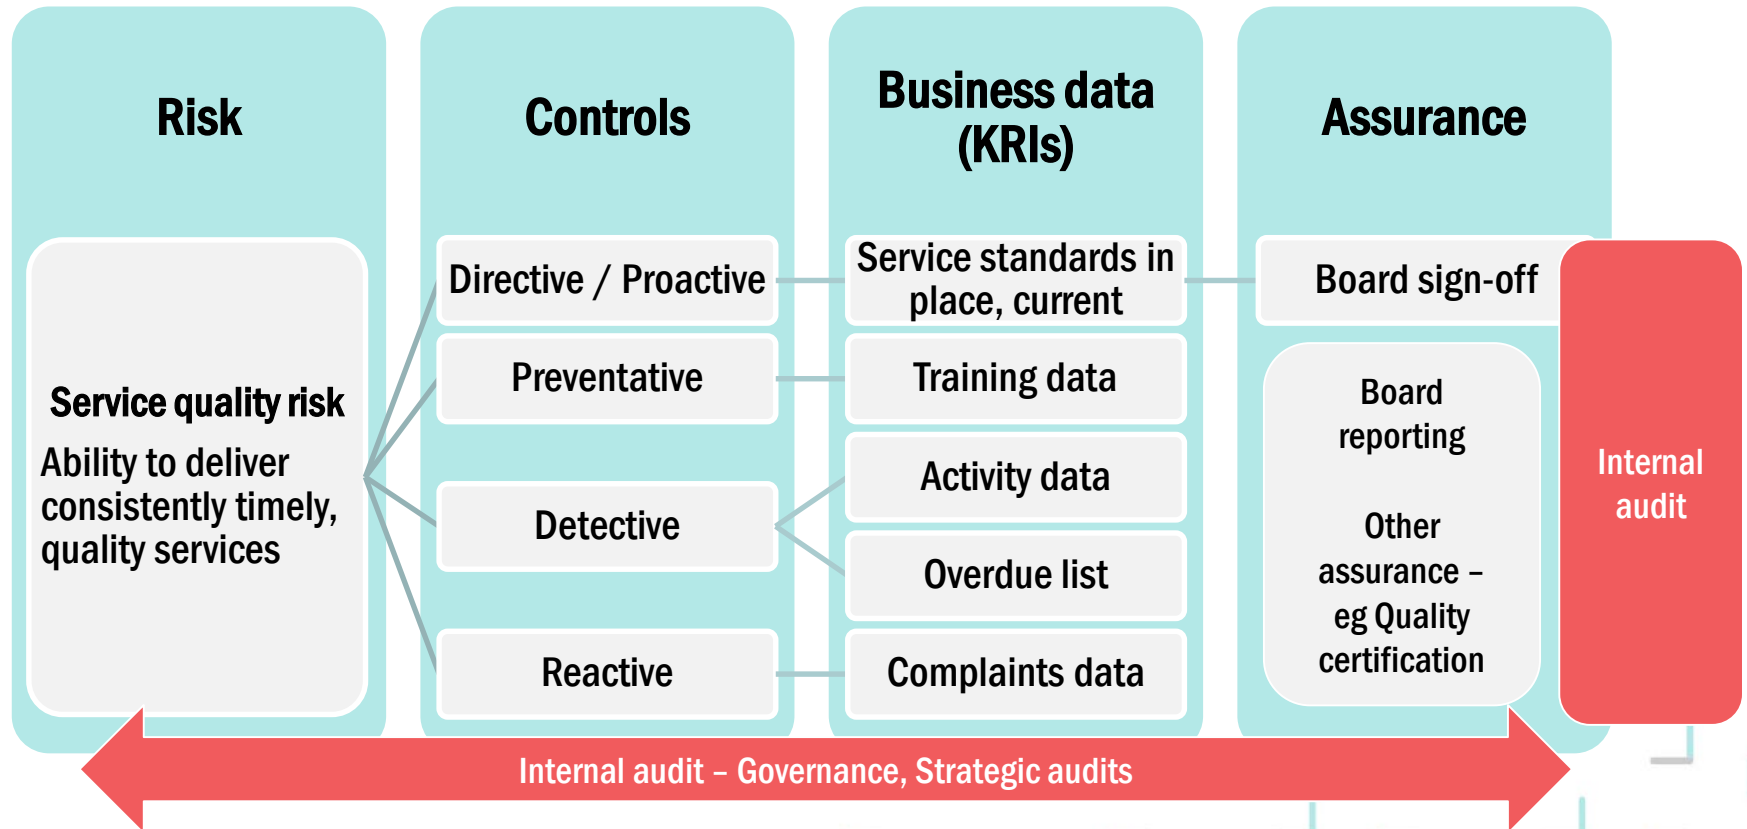 Risk
Controls
Business data
(KRIs)
Assurance
Service quality risk
Ability to deliver
consistently timely,
quality services
Directive / Proactive
Preventative
Detective
Reactive
Service standards in
place, current
Training data
Activity data
Overdue list
Complaints data
Board sign-off
Board
reporting
Other
assurance –
eg Quality
certification
Internal
audit
Internal audit – Governance, Strategic audits